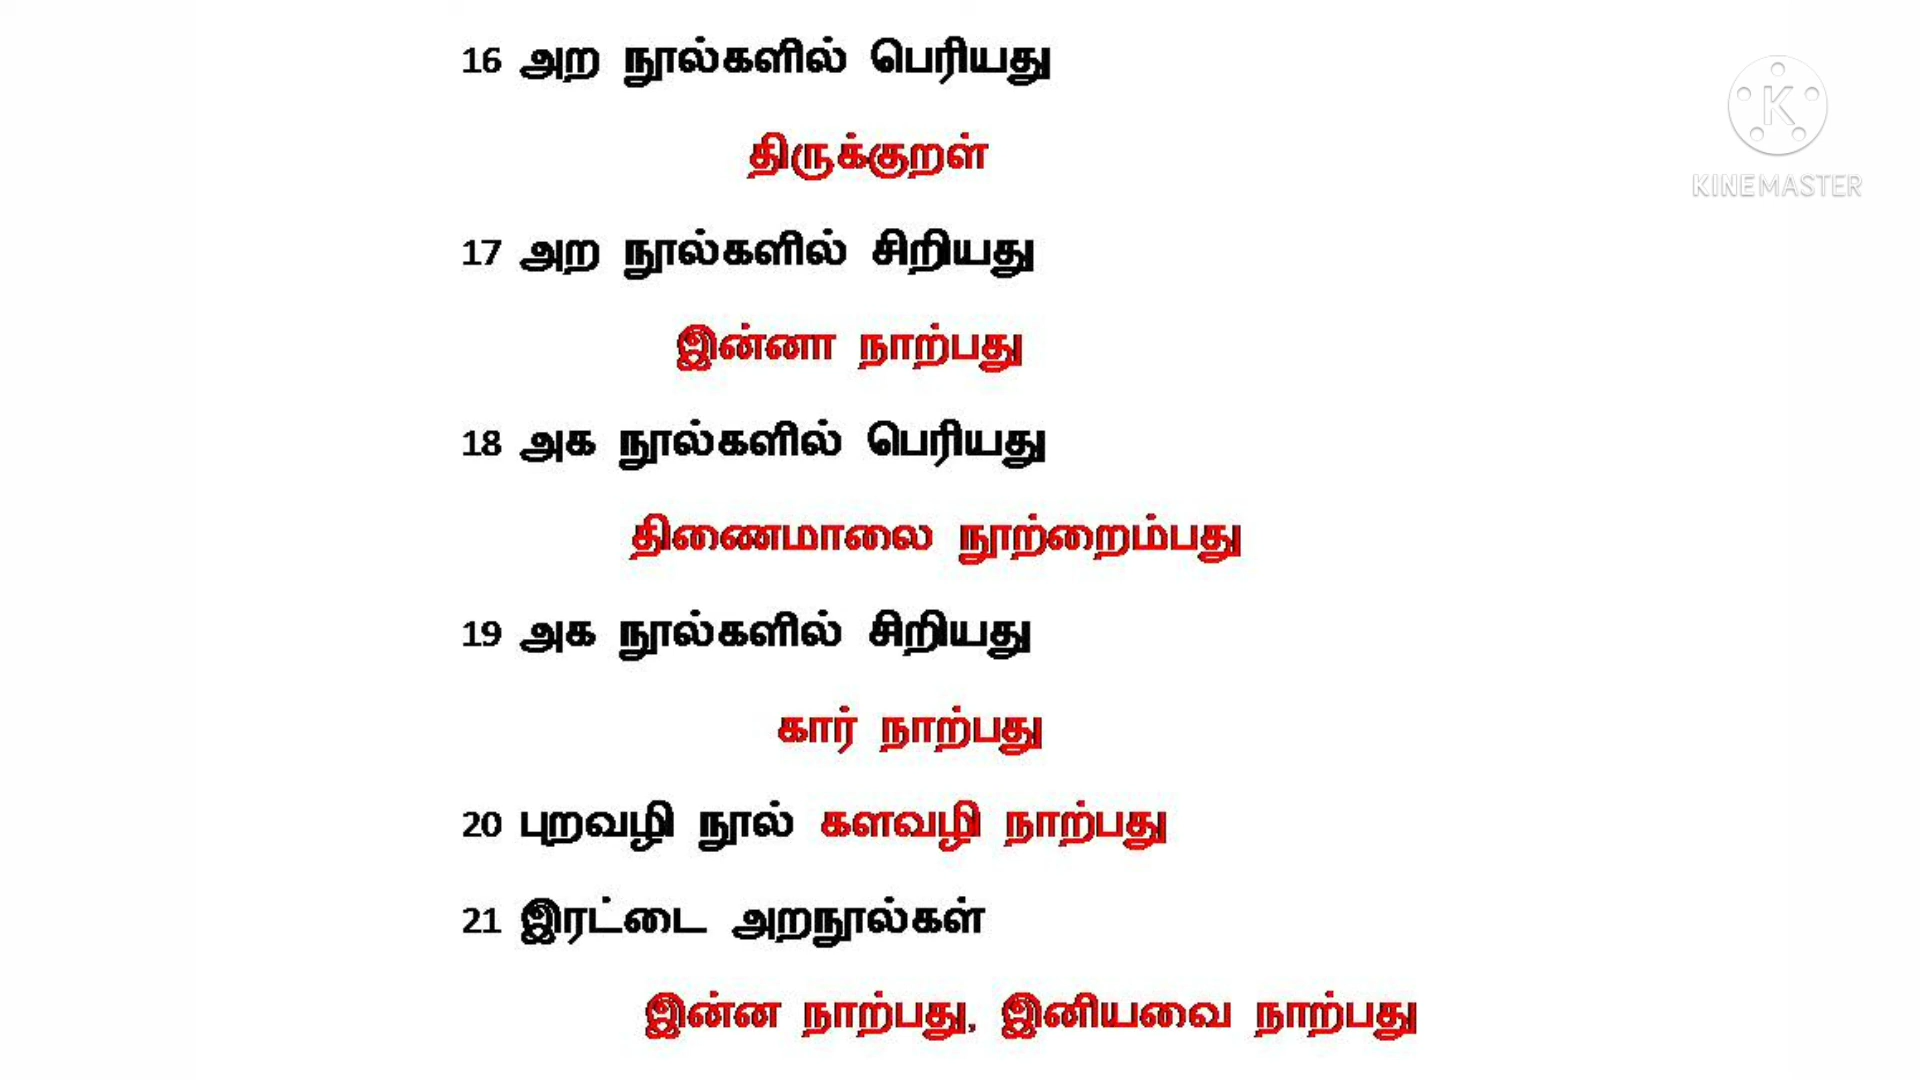 16 அற நூல்களில் பெரியது
திருக்குறள்
17 அற நூல்களில் சிறியது
இன்னா நாற்பது
18 அக நூல்களில் பெரியது
திணைமாலை நூற்றைம்பது
19 அக நூல்களில் சிறியது
கார் நாற்பது
20 புறவழி நூல் களவழி நாற்பது
21 இரட்டை அறநூல்கள்
இன்ன நாற்பது, இனியவை நாற்பது
K
KINEMASTER